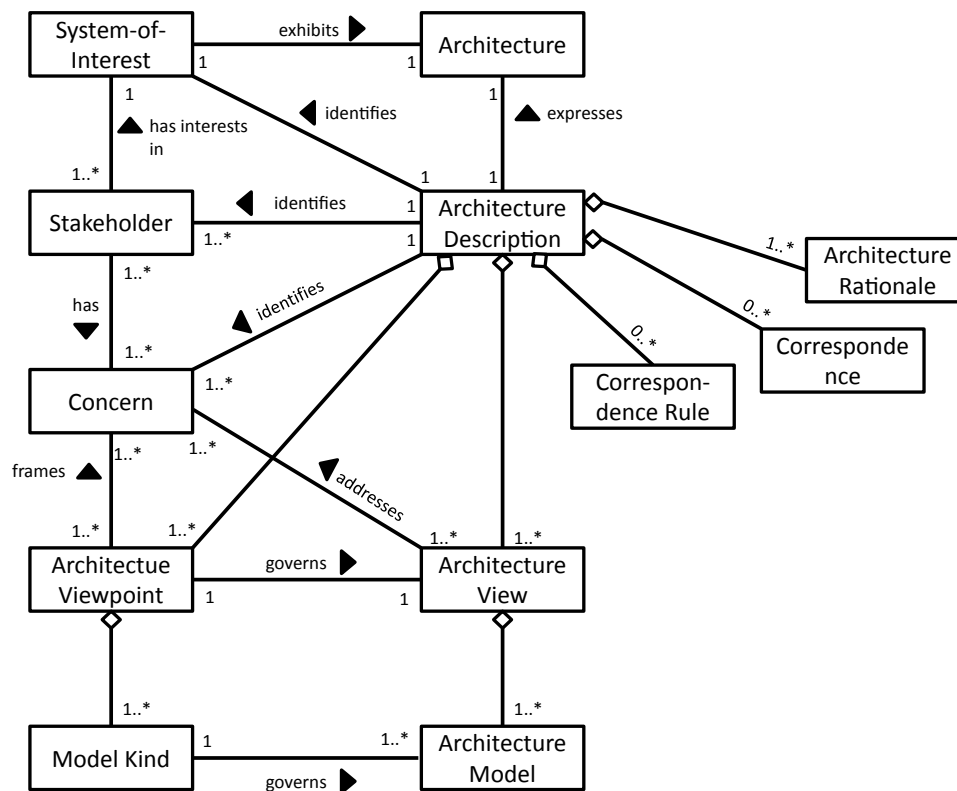 System-of-
Interest
exhibits
Architecture
1
1
1
1
identifies
expresses
has interests
in
1..*
1
1
Stakeholder
identifies
1
Architecture
Description
1..*
1
1..*
1..*
Architecture
Rationale
has
identifies
0..*
0..*
Corresponde
nce
1..*
1..*
Concern
Correspon-
dence Rule
1..*
1..*
frames
addresses
1..*
1..*
1..*
1..*
Architectue
Viewpoint
governs
Architecture
View
1
1
1..*
1..*
Model Kind
1
1..*
Architecture
Model
governs